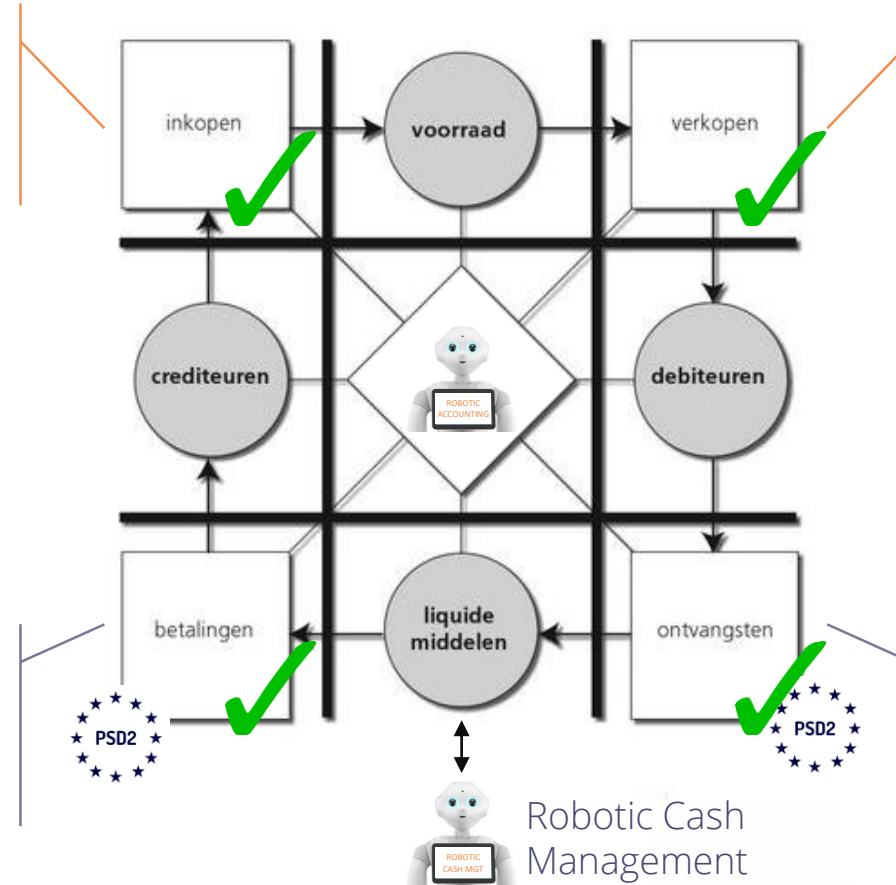 inkopen
voorraad
verkopen
crediteuren
ROBOTIC
ACCOUNTING
debiteuren
betalingen
liquide
middelen
ontvangsten
PSD2
PSD2
ROBOTIC
CASH MGT
Robotic Cash
Management